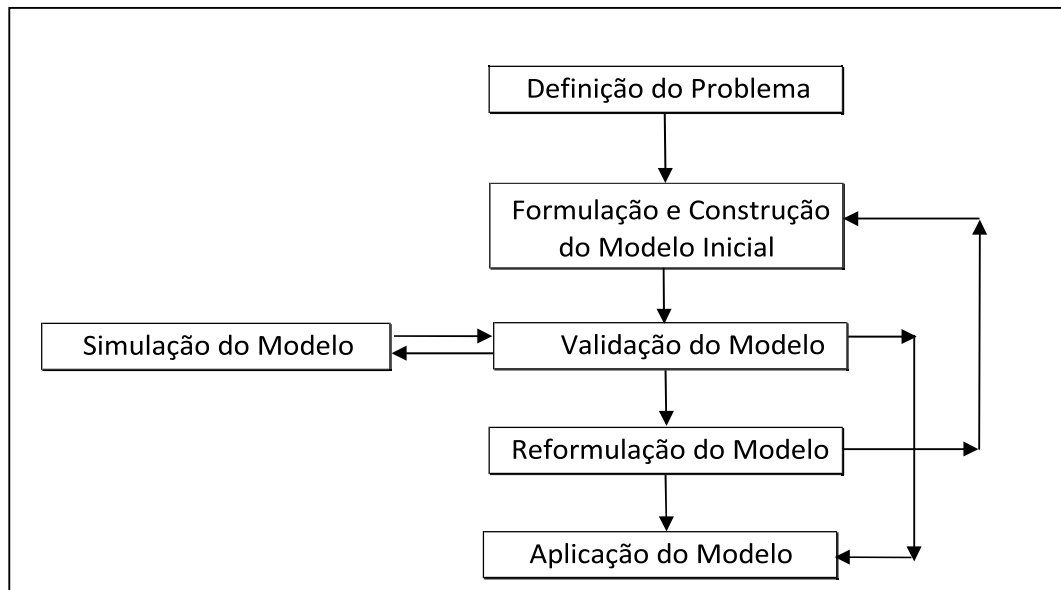 Definição do Problema
Formulação e Construção
do Modelo Inicial
Simulação do Modelo
Validação do Modelo
Reformulação do Modelo
Aplicação do Modelo